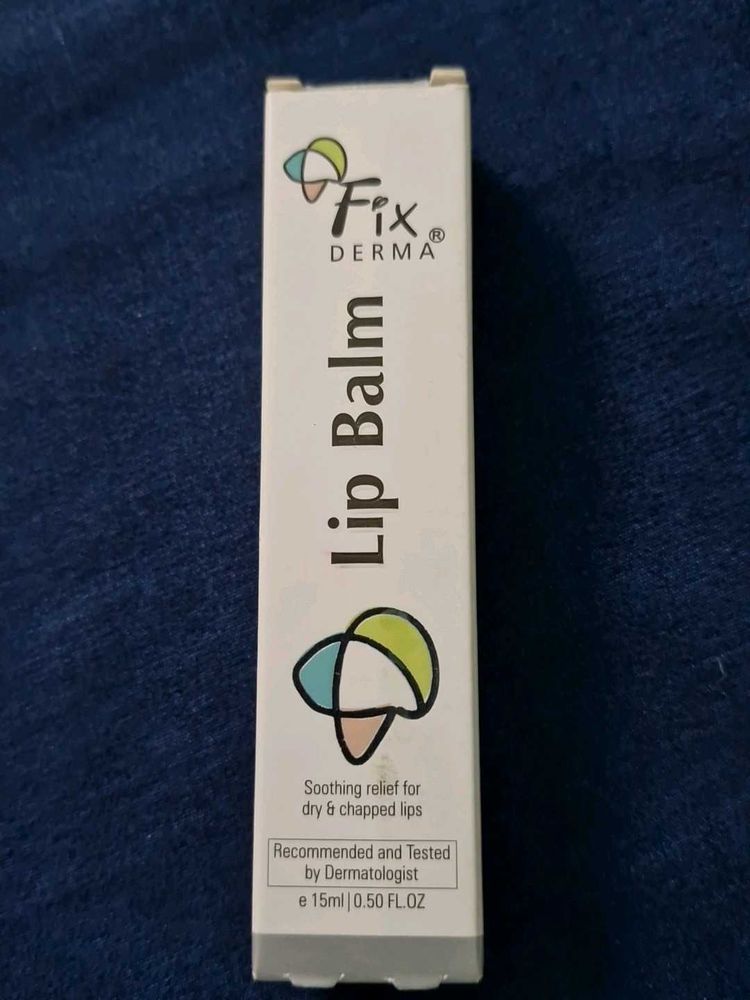 Fix
DERMA®
Lip Balm
Soothing relief for
dry & chapped lips
Recommended and Tested
by Dermatologist
e 15ml | 0.50 FL.OZ